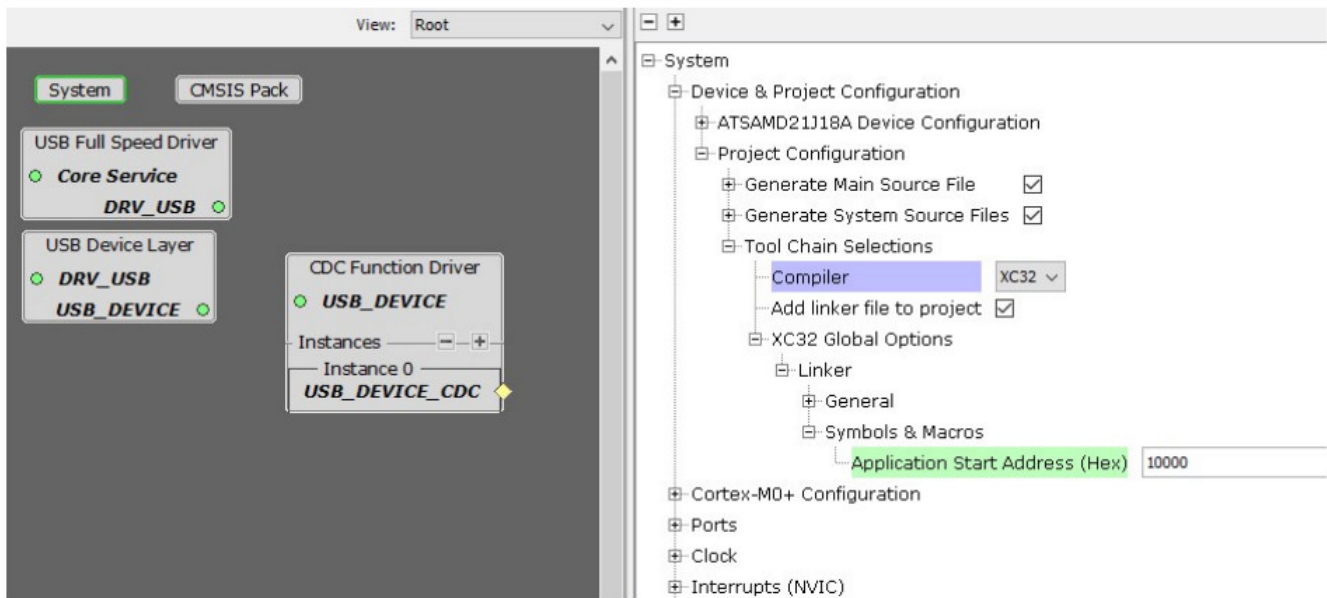 View: Root
System
CMSIS Pack
USB Full Speed Driver
Core Service
DRV_USB
USB Device Layer
DRV_USB
USB_DEVICE
CDC Function Driver
USB_DEVICE
Instances
Instance 0
USB_DEVICE_CDC
System
Device & Project Configuration
ATSAMD21J18A Device Configuration
Project Configuration
Generate Main Source File
Generate System Source Files
Tool Chain Selections
Compiler XC32
Add linker file to project
XC32 Global Options
Linker
General
Symbols & Macros
Application Start Address (Hex) 10000
Cortex-M0+ Configuration
Ports
Clock
Interrupts (NVIC)